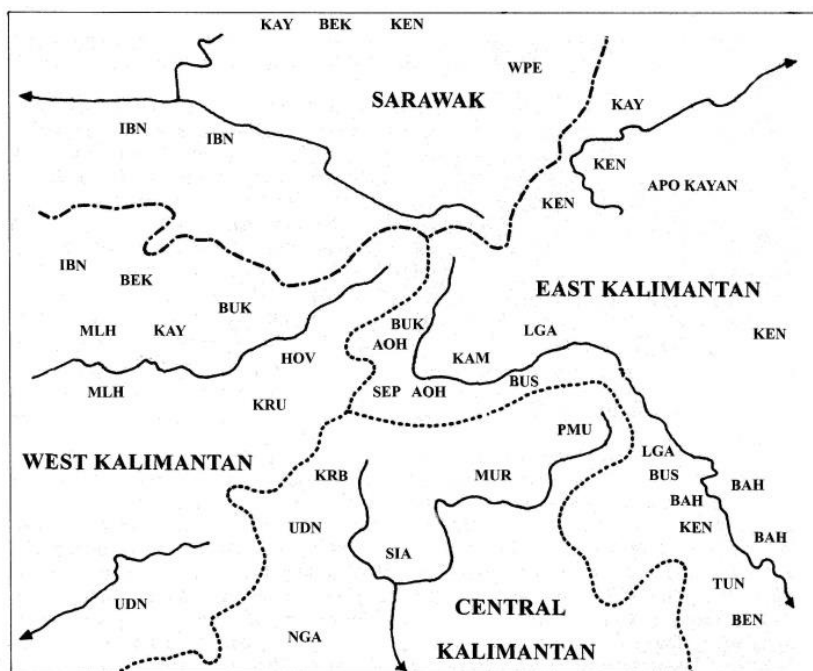 KAY BEK KEN
WPE
SARAWAK
KAY
IBN
IBN
KEN
APO KAYAN
KEN
IBN
BEK
BUK
EAST KALIMANTAN
MLH KAY
BUK
LGA
KEN
AOH
HOV
KAM
MLH
SEP AOH
BUS
KRU
PMU
WEST KALIMANTAN
LGA
KRB
MUR
BUS
BAH
BAH
UDN
KEN
BAH
SIA
TUN
UDN
CENTRAL
BEN
NGA
KALIMANTAN